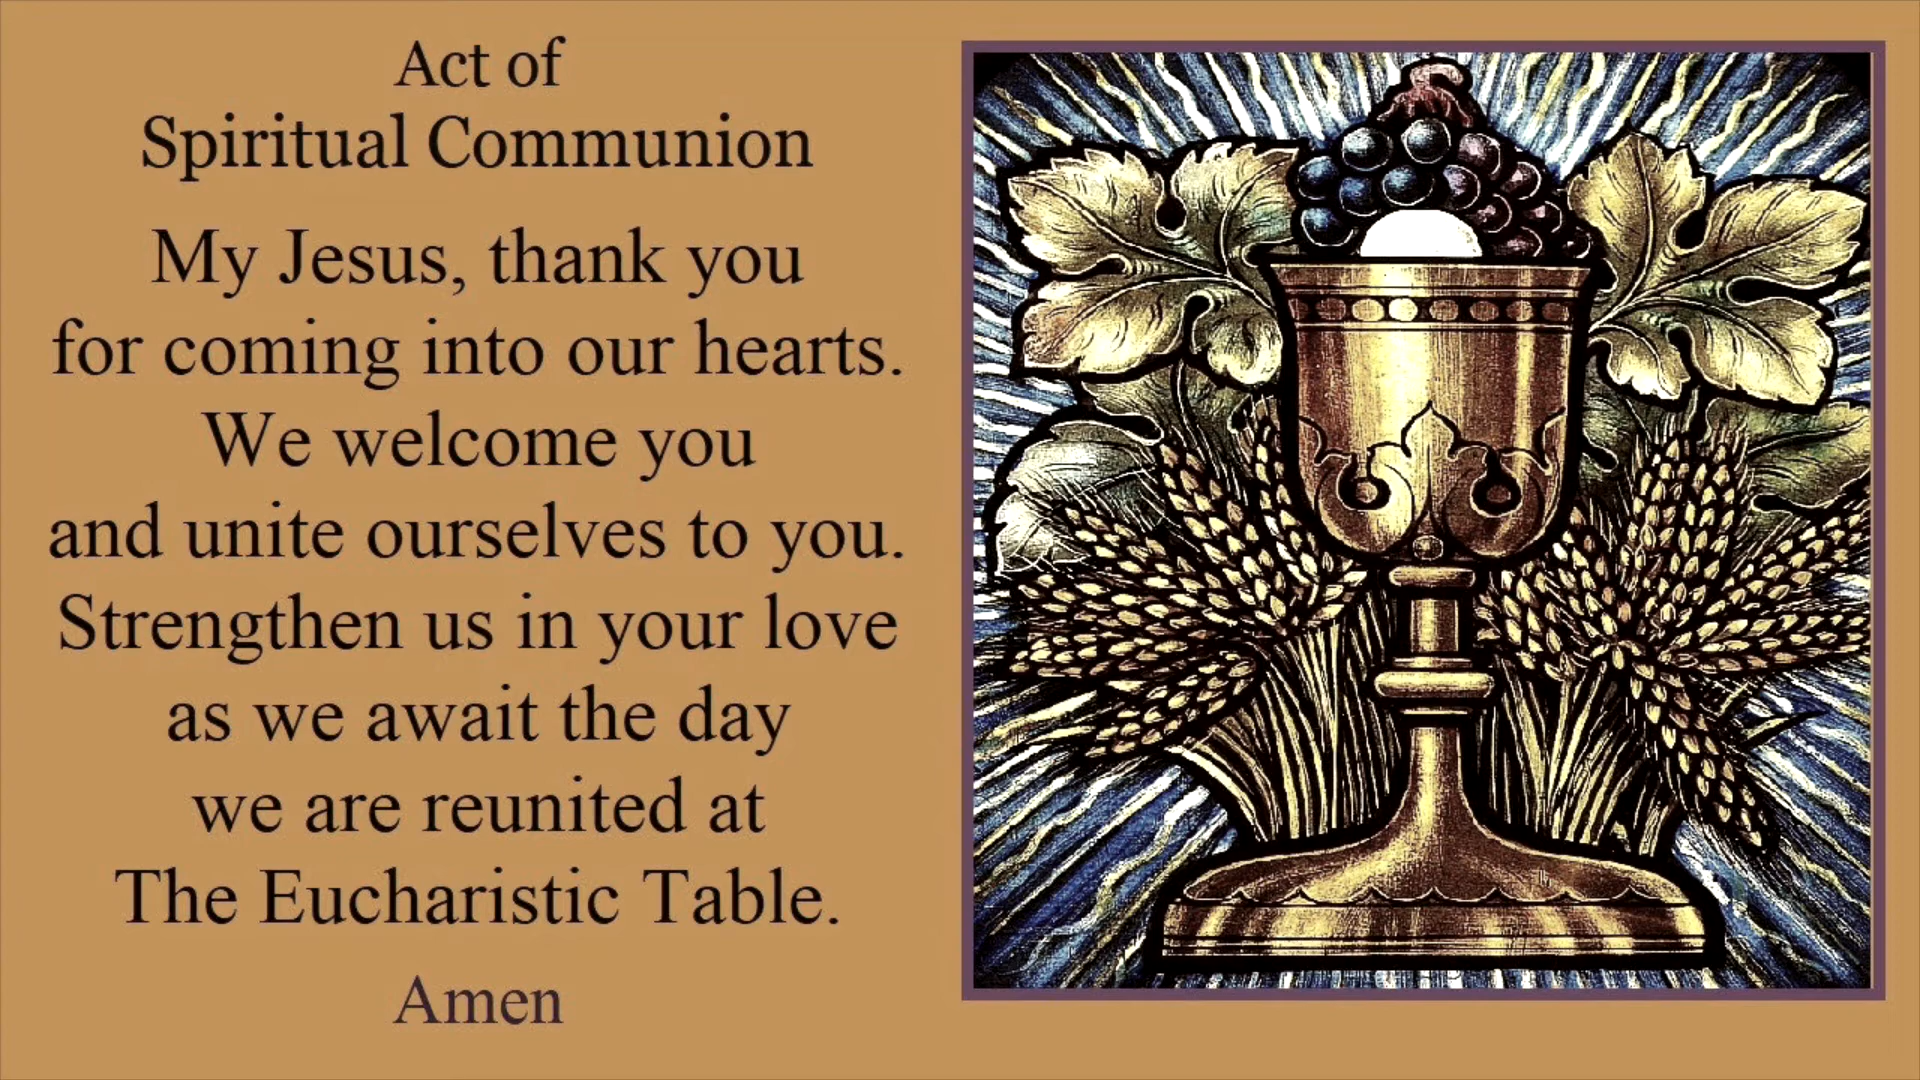 Act of
Spiritual Communion
My Jesus, thank you
for coming into our hearts.
We welcome you
and unite ourselves to you.
Strengthen us in your love
as we await the day
we are reunited at
The Eucharistic Table.
Amen